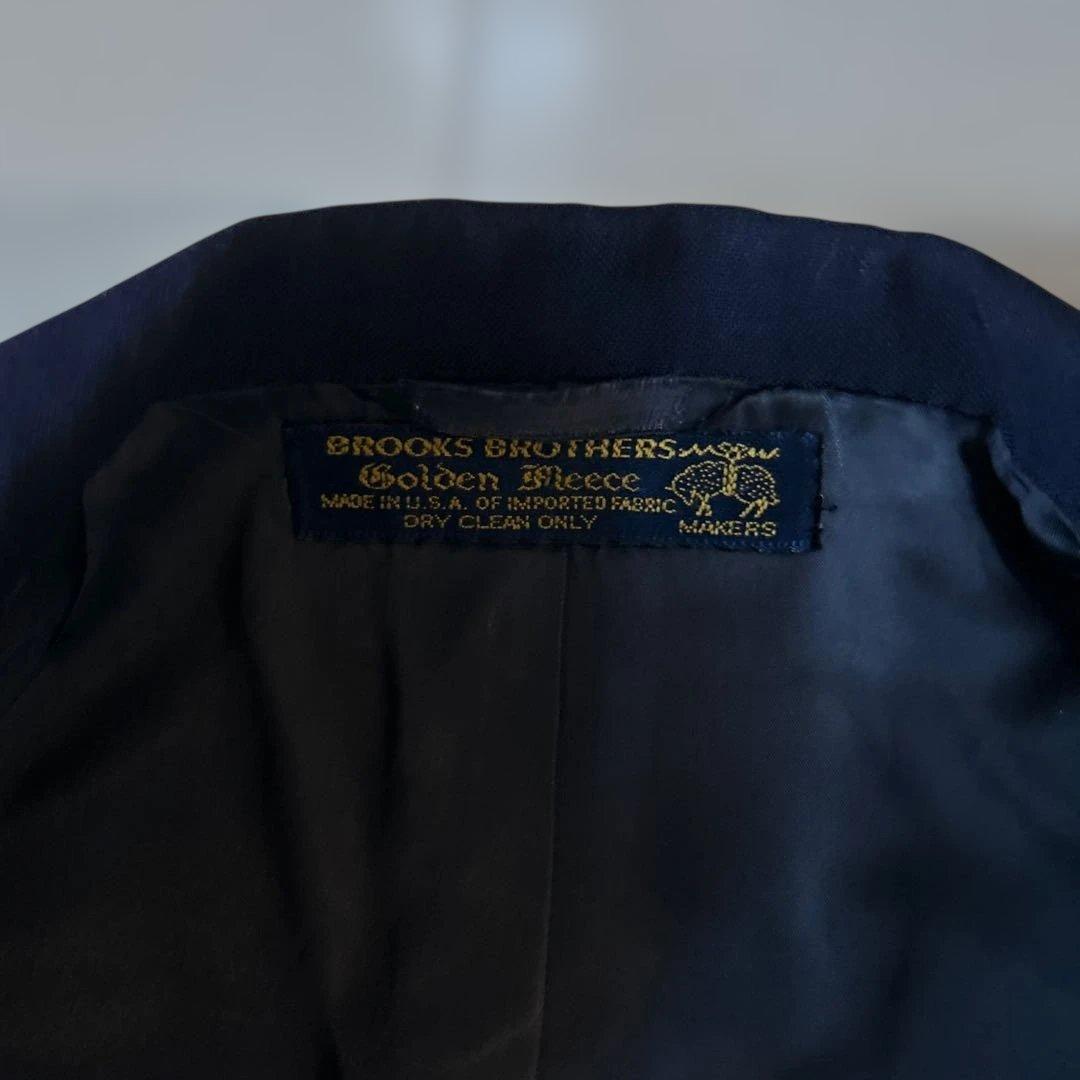 BROOKS BROTHERS
Golden Fleece
MADE IN U.S.A. OF IMPORTED FABRIC
DRY CLEAN ONLY
MAKERS